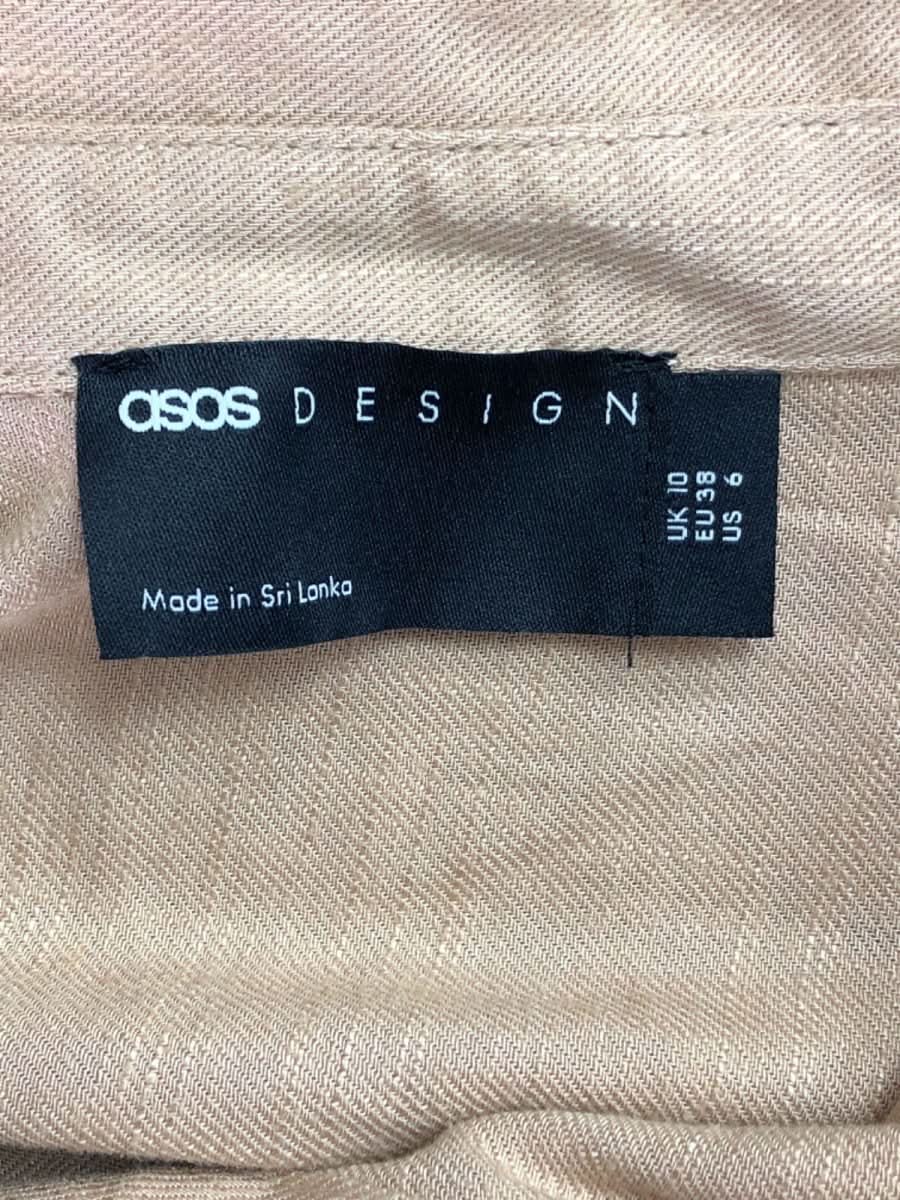 asos DESIGN
Made in Sri Lanka
UK 10
EU 38
US 6